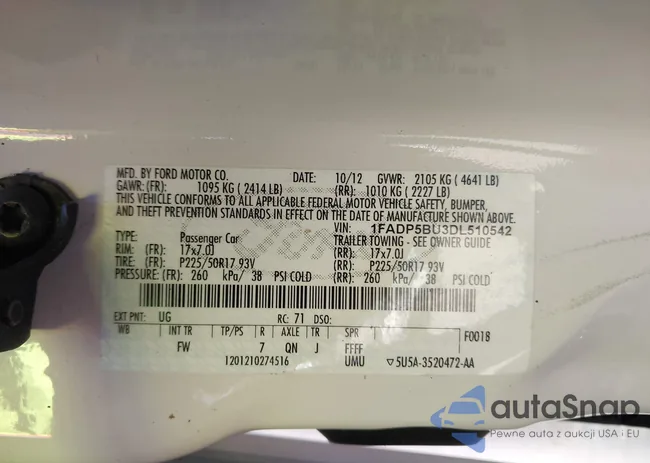 MFD. BY FORD MOTOR CO.
DATE: 10/12 GVWR: 2105 KG ( 4641 LB)
GAWR: (FR): 1095 KG ( 2414 LB) (RR): 1010 KG ( 2227 LB)
THIS VEHICLE CONFORMS TO ALL APPLICABLE FEDERAL MOTOR VEHICLE SAFETY, BUMPER,
AND THEFT PREVENTION STANDARDS IN EFFECT ON THE DATE OF MANUFACTURE SHOWN ABOVE.
VIN: 1FADP5BU3DL510542
TYPE: Passenger Car TRAILER TOWING - SEE OWNER GUIDE
RIM: (FR): 17x7.0J (RR): 17x7.0J
TIRE: (FR): P225/50R17 93V (RR): P225/50R17 93V
PRESSURE: (FR): 260 kPa/ 38 PSI COLD (RR): 260 kPa/ 38 PSI COLD
EXT PNT: UG RC: 71 DSO:
WB INT TR TP/PS R AXLE TR SPR F0018
FW 7 QN J FFFF
1201210274516 UMU ▽5U5A-3520472-AA
autaSnap
Pewne auta z aukcji USA i EU